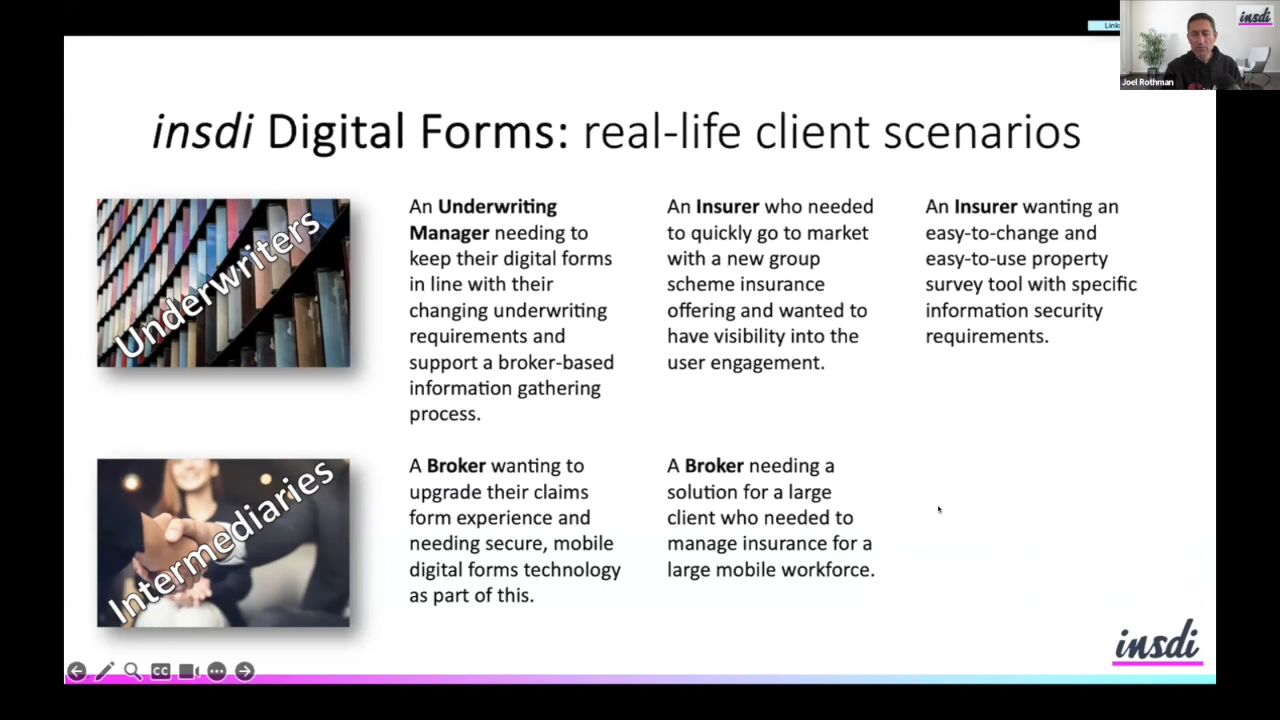 Link
insdi
Joel Rothman
insdi Digital Forms: real-life client scenarios
Underwriters
An Underwriting
Manager needing to
keep their digital forms
in line with their
changing underwriting
requirements and
support a broker-based
information gathering
process.
An Insurer who needed
to quickly go to market
with a new group
scheme insurance
offering and wanted to
have visibility into the
user engagement.
An Insurer wanting an
easy-to-change and
easy-to-use property
survey tool with specific
information security
requirements.
Intermediaries
A Broker wanting to
upgrade their claims
form experience and
needing secure, mobile
digital forms technology
as part of this.
A Broker needing a
solution for a large
client who needed to
manage insurance for a
large mobile workforce.
insdi
CC